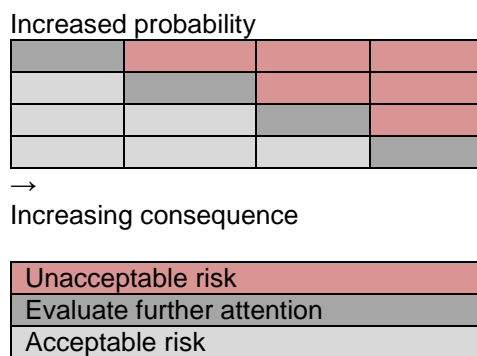 Increased probability
→
Increasing consequence
Unacceptable risk
Evaluate further attention
Acceptable risk